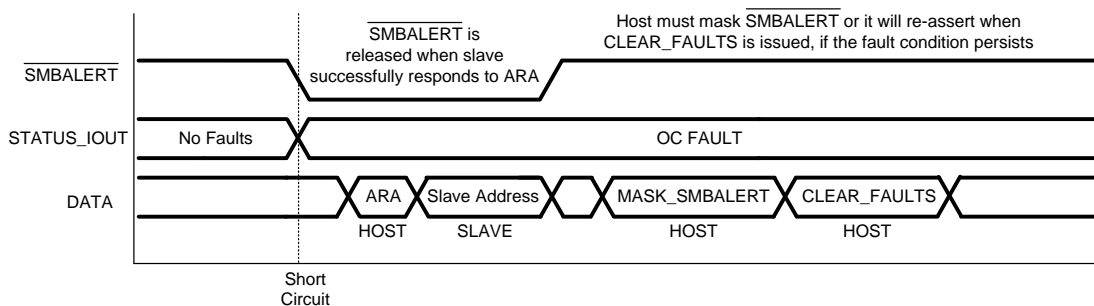 SMBALERT is
released when slave
successfully responds to ARA
Host must mask SMBALERT or it will re-assert when
CLEAR_FAULTS is issued, if the fault condition persists
SMBALERT
STATUS_IOUT
No Faults
OC FAULT
DATA
ARA
Slave Address
MASK_SMBALERT
CLEAR_FAULTS
HOST
SLAVE
HOST
HOST
Short
Circuit